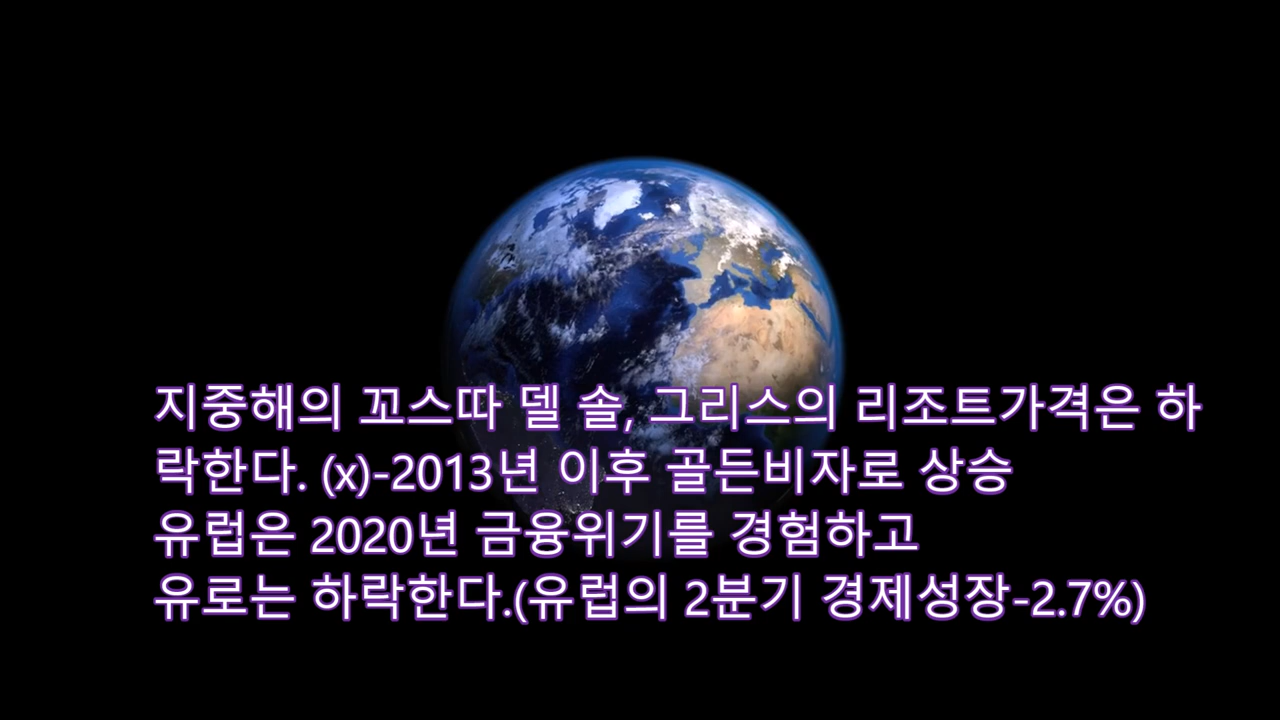 지중해의 꼬스따 델 솔, 그리스의 리조트가격은 하
락한다. (x)-2013년 이후 골든비자로 상승
유럽은 2020년 금융위기를 경험하고
유로는 하락한다.(유럽의 2분기 경제성장-2.7%)